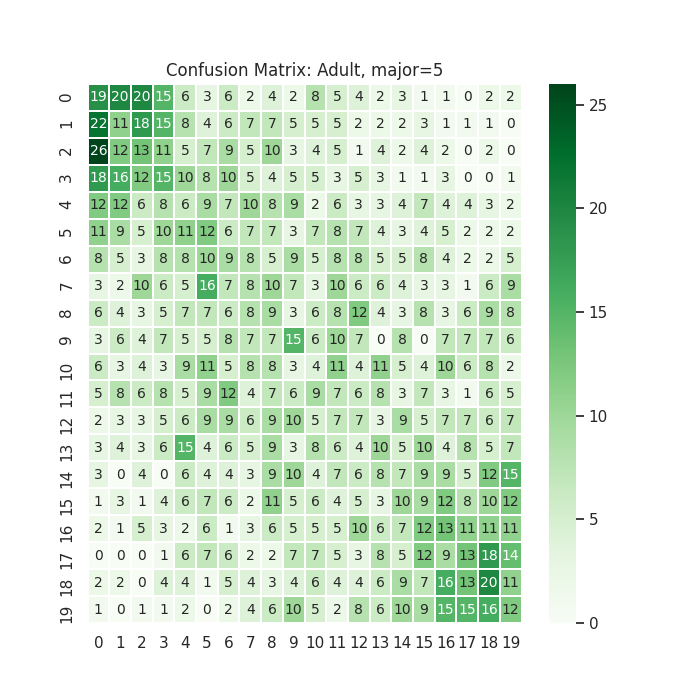 Confusion Matrix: Adult, major=5
0 19 20 20 15 6 3 6 2 4 2 8 5 4 2 3 1 1 0 2 2
1 22 11 18 15 8 4 6 7 7 5 5 5 2 2 2 3 1 1 1 0
2 26 12 13 11 5 7 9 5 10 3 4 5 1 4 2 4 2 0 2 0
3 18 16 12 15 10 8 10 5 4 5 5 3 5 3 1 1 3 0 0 1
4 12 12 6 8 6 9 7 10 8 9 2 6 3 3 4 7 4 4 3 2
5 11 9 5 10 11 12 6 7 7 3 7 8 7 4 3 4 5 2 2 2
6 8 5 3 8 8 10 9 8 5 9 5 8 8 5 5 8 4 2 2 5
7 3 2 10 6 5 16 7 8 10 7 3 10 6 6 4 3 3 1 6 9
8 6 4 3 5 7 7 6 8 9 3 6 8 12 4 3 8 3 6 9 8
9 3 6 4 7 5 5 8 7 7 15 6 10 7 0 8 0 7 7 7 6
10 6 3 4 3 9 11 5 8 8 3 4 11 4 11 5 4 10 6 8 2
11 5 8 6 8 5 9 12 4 7 6 9 7 6 8 3 7 3 1 6 5
12 2 3 3 5 6 9 9 6 9 10 5 7 7 3 9 5 7 7 6 7
13 3 4 3 6 15 4 6 5 9 3 8 6 4 10 5 10 4 8 5 7
14 3 0 4 0 6 4 4 3 9 10 4 7 6 8 7 9 9 5 12 15
15 1 3 1 4 6 7 6 2 11 5 6 4 5 3 10 9 12 8 10 12
16 2 1 5 3 2 6 1 3 6 5 5 5 10 6 7 12 13 11 11 11
17 0 0 0 1 6 7 6 2 2 7 7 5 3 8 5 12 9 13 18 14
18 2 2 0 4 4 1 5 4 3 4 6 4 4 6 9 7 16 13 20 11
19 1 0 1 1 2 0 2 4 6 10 5 2 8 6 10 9 15 15 16 12
0 1 2 3 4 5 6 7 8 9 10 11 12 13 14 15 16 17 18 19
25
20
15
10
5
0